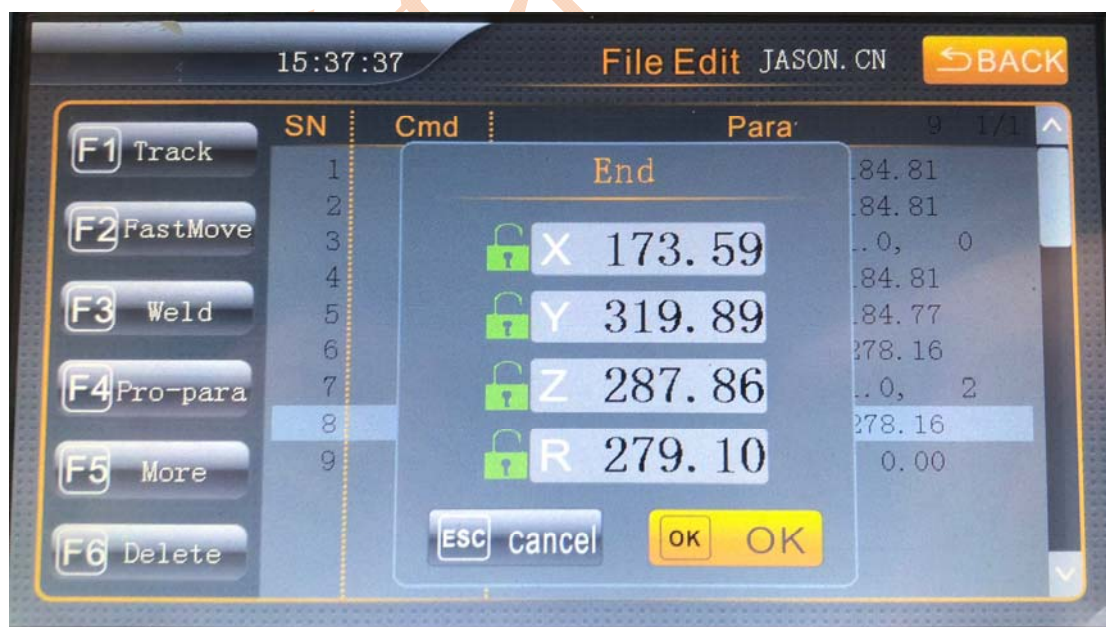 15:37:37 File Edit JASON.CN BACK
SN Cmd Para 9 1/1
F1 Track
F2 FastMove
F3 Weld
F4 Pro-para
F5 More
F6 Delete
1 .84.81
2 .84.81
3 .0, 0
4 .84.81
5 .84.77
6 278.16
7 .0, 2
8 278.16
9 0.00
End
X 173.59
Y 319.89
Z 287.86
R 279.10
ESC cancel
OK OK